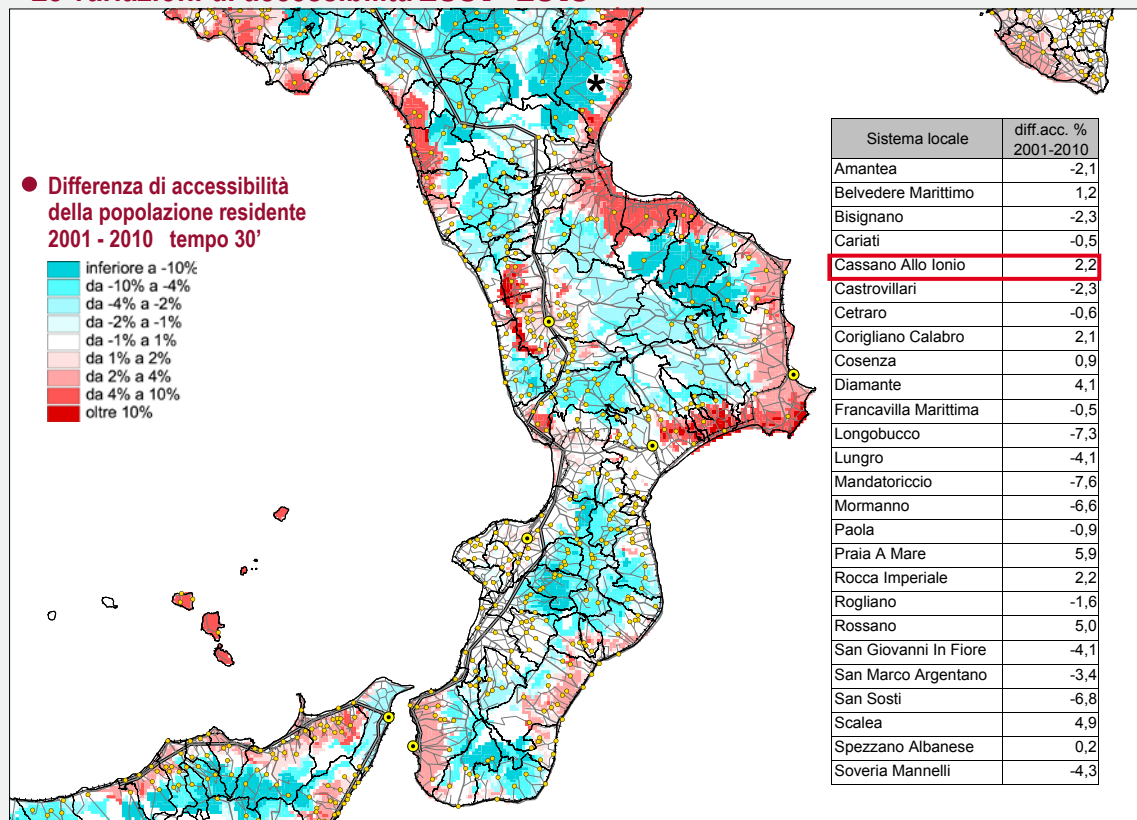 Le variazioni di accessibilità 2001 - 2010
*
Differenza di accessibilità
della popolazione residente
2001 - 2010 tempo 30'
inferiore a -10%
da -10% a -4%
da -4% a -2%
da -2% a -1%
da -1% a 1%
da 1% a 2%
da 2% a 4%
da 4% a 10%
oltre 10%
Sistema locale diff.acc. %
2001-2010
Amantea -2,1
Belvedere Marittimo 1,2
Bisignano -2,3
Cariati -0,5
Cassano Allo Ionio 2,2
Castrovillari -2,3
Cetraro -0,6
Corigliano Calabro 2,1
Cosenza 0,9
Diamante 4,1
Francavilla Marittima -0,5
Longobucco -7,3
Lungro -4,1
Mandatoriccio -7,6
Mormanno -6,6
Paola -0,9
Praia A Mare 5,9
Rocca Imperiale 2,2
Rogliano -1,6
Rossano 5,0
San Giovanni In Fiore -4,1
San Marco Argentano -3,4
San Sosti -6,8
Scalea 4,9
Spezzano Albanese 0,2
Soveria Mannelli -4,3